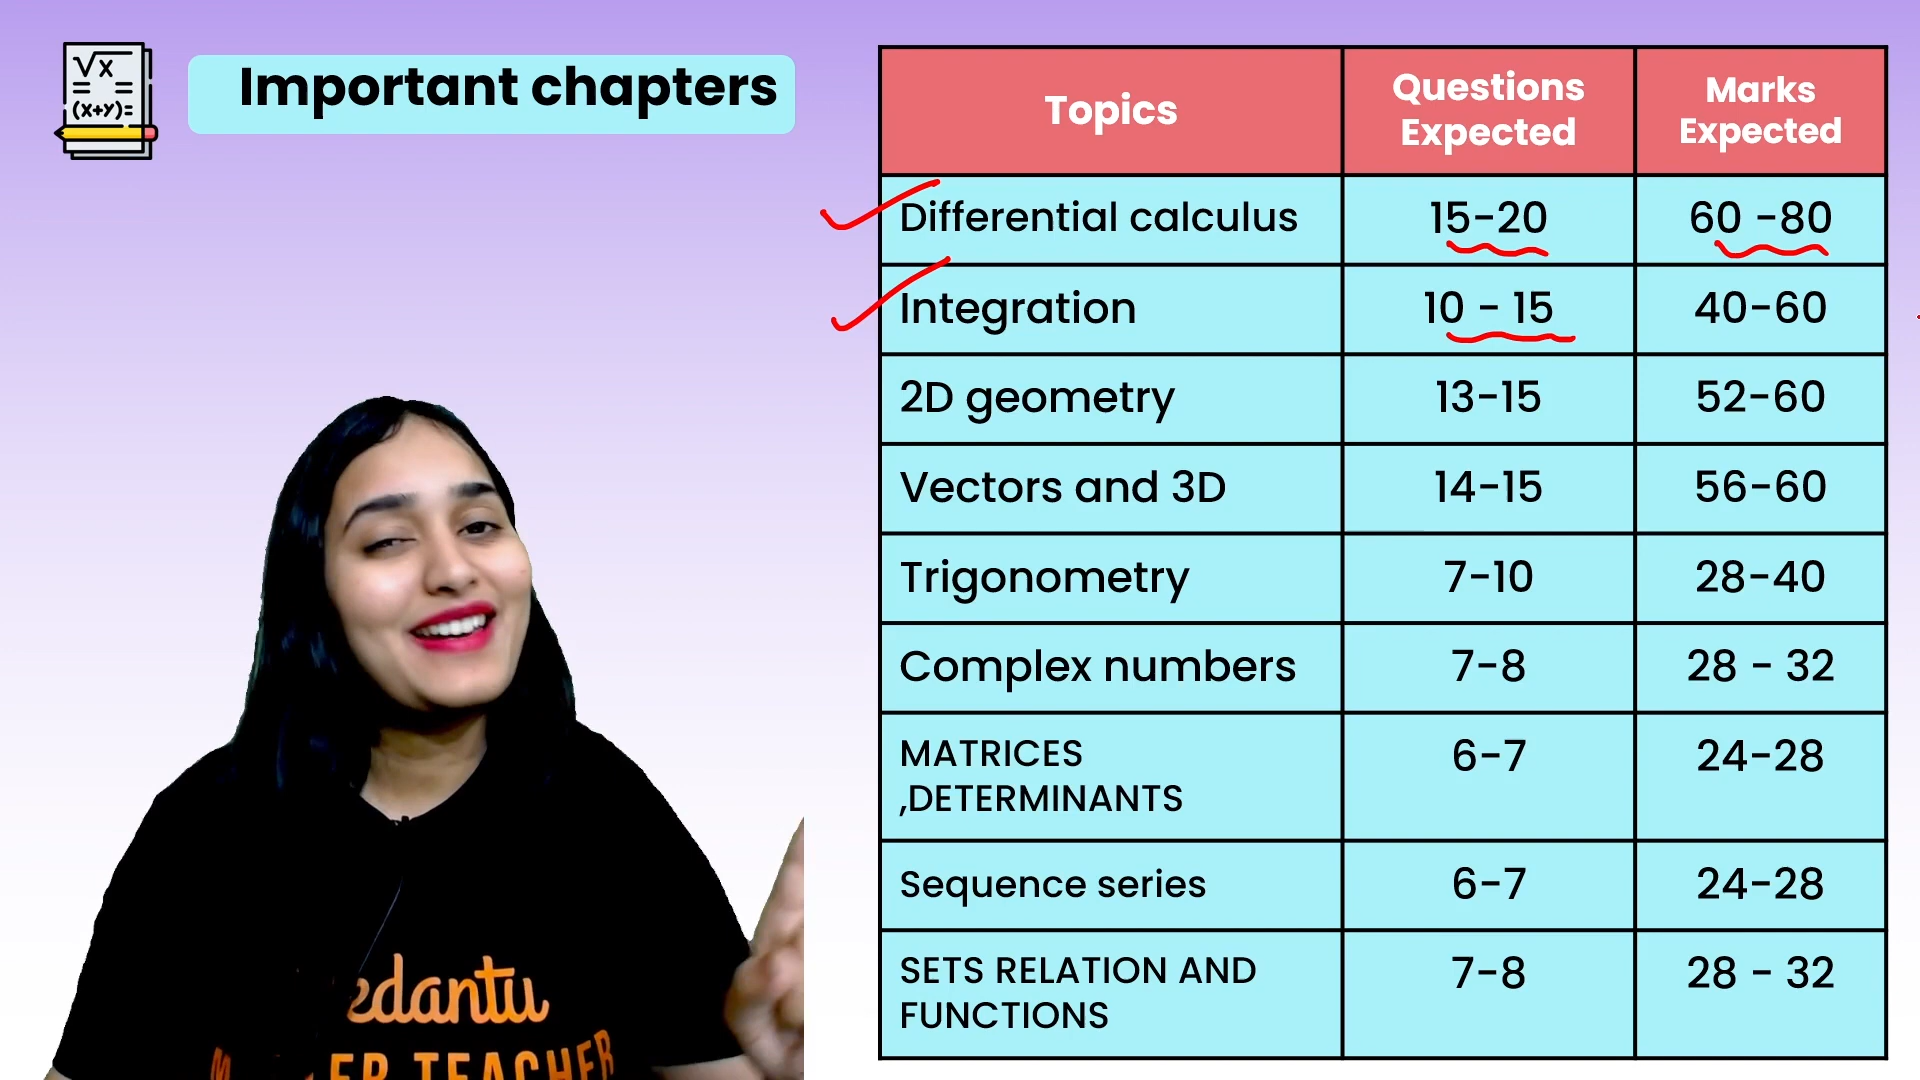 √x
= =
(x+y)=
Important chapters
Topics
Questions
Expected
Marks
Expected
Differential calculus
15-20
60 -80
Integration
10 - 15
40-60
2D geometry
13-15
52-60
Vectors and 3D
14-15
56-60
Trigonometry
7-10
28-40
Complex numbers
7-8
28 - 32
MATRICES
,DETERMINANTS
6-7
24-28
Sequence series
6-7
24-28
SETS RELATION AND
FUNCTIONS
7-8
28 - 32
edantu
TEACHER